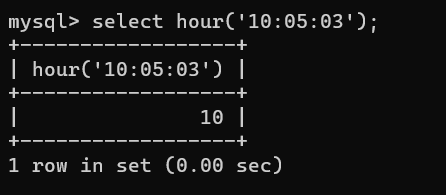 mysql> select hour('10:05:03');
+------------------+
| hour('10:05:03') |
+------------------+
|               10 |
+------------------+
1 row in set (0.00 sec)